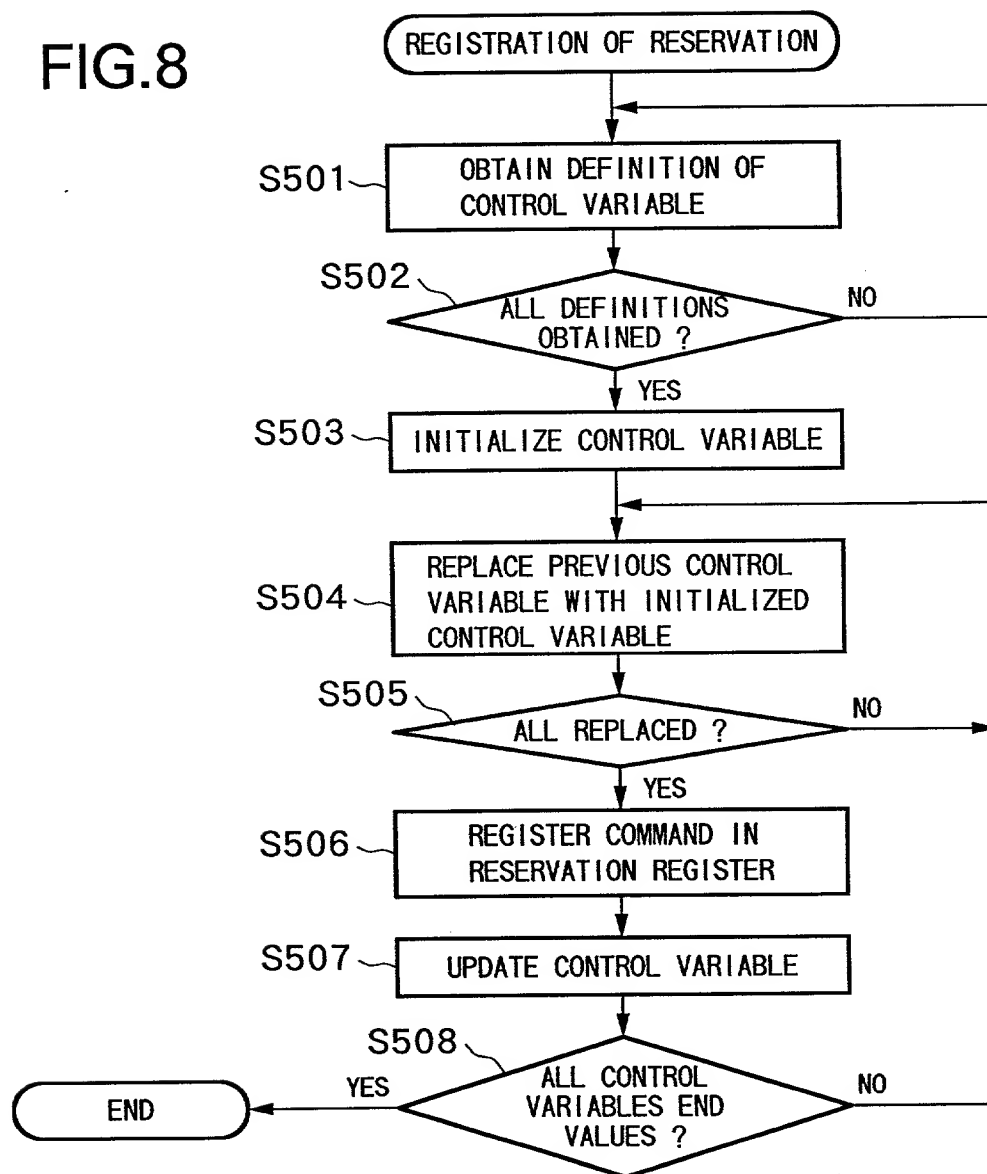 FIG.8
REGISTRATION OF RESERVATION
S501
OBTAIN DEFINITION OF
CONTROL VARIABLE
S502
ALL DEFINITIONS
OBTAINED ?
NO
YES
S503
INITIALIZE CONTROL VARIABLE
S504
REPLACE PREVIOUS CONTROL
VARIABLE WITH INITIALIZED
CONTROL VARIABLE
S505
ALL REPLACED ?
NO
YES
S506
REGISTER COMMAND IN
RESERVATION REGISTER
S507
UPDATE CONTROL VARIABLE
S508
ALL CONTROL
VARIABLES END
VALUES ?
YES
NO
END